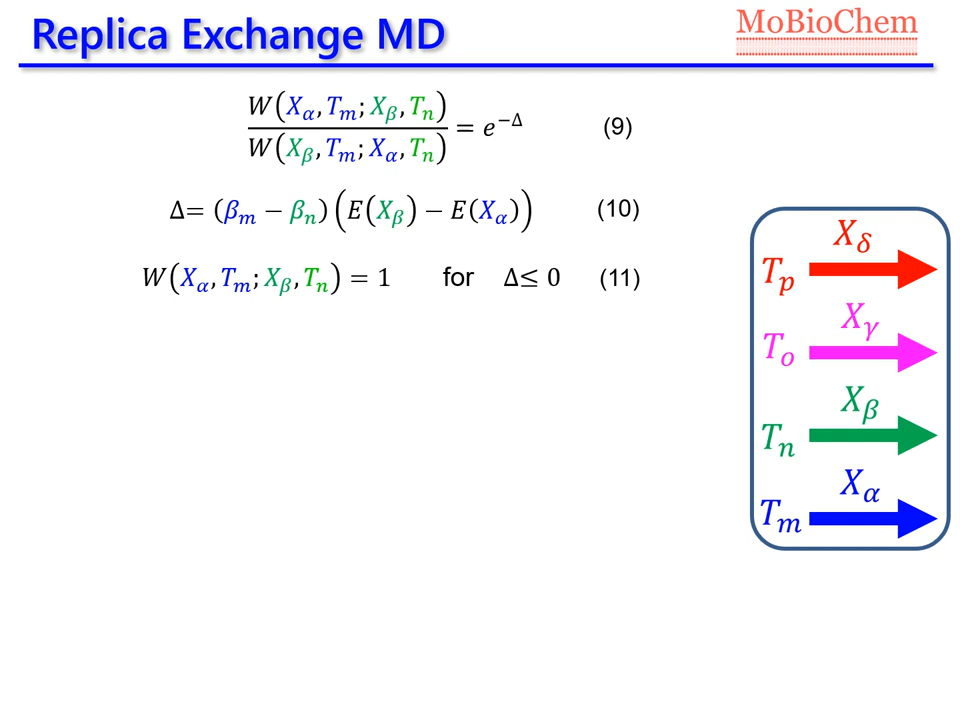 Replica Exchange MD
MoBioChem
W(Xα, Tm; Xβ, Tn) / W(Xβ, Tm; Xα, Tn) = e^−Δ (9)
Δ= (βm − βn) (E(Xβ) − E(Xα)) (10)
W(Xα, Tm; Xβ, Tn) = 1 for Δ≤ 0 (11)
Xδ
Tp
Xγ
To
Xβ
Tn
Xα
Tm